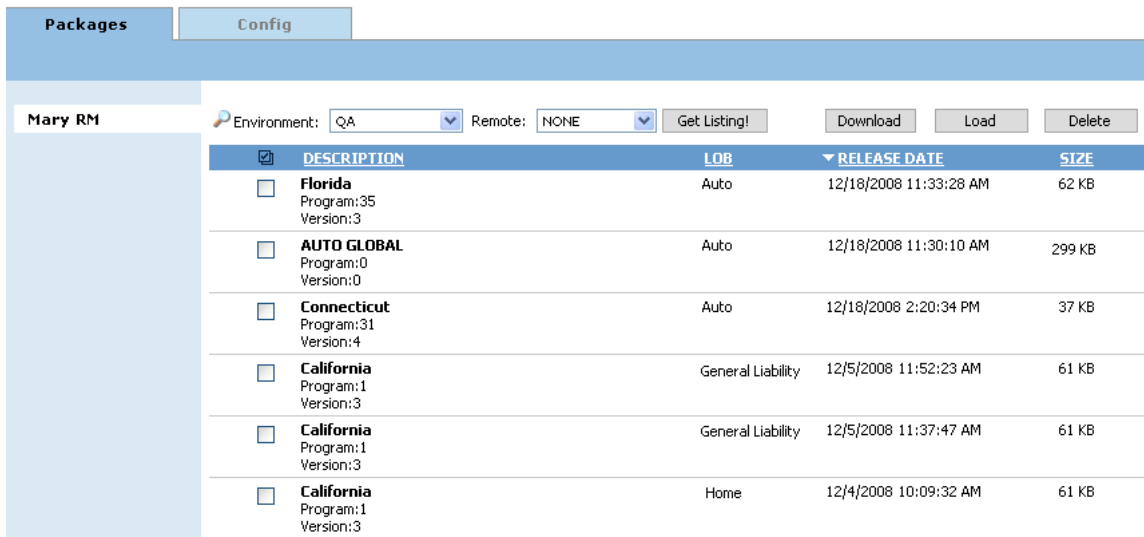 Packages Config
Mary RM
Environment: QA Remote: NONE Get Listing! Download Load Delete
DESCRIPTION LOB RELEASE DATE SIZE
Florida Auto 12/18/2008 11:33:28 AM 62 KB
Program:35
Version:3
AUTO GLOBAL Auto 12/18/2008 11:30:10 AM 299 KB
Program:0
Version:0
Connecticut Auto 12/18/2008 2:20:34 PM 37 KB
Program:31
Version:4
California General Liability 12/5/2008 11:52:23 AM 61 KB
Program:1
Version:3
California General Liability 12/5/2008 11:37:47 AM 61 KB
Program:1
Version:3
California Home 12/4/2008 10:09:32 AM 61 KB
Program:1
Version:3